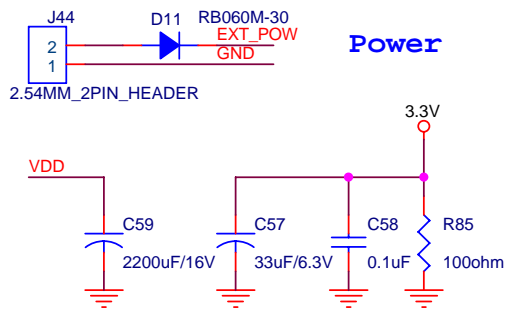 J44
D11 RB060M-30
EXT_POW
Power
2
GND
1
2.54MM_2PIN_HEADER
3.3V
VDD
C59
C57
C58
R85
2200uF/16V
33uF/6.3V
0.1uF
100ohm